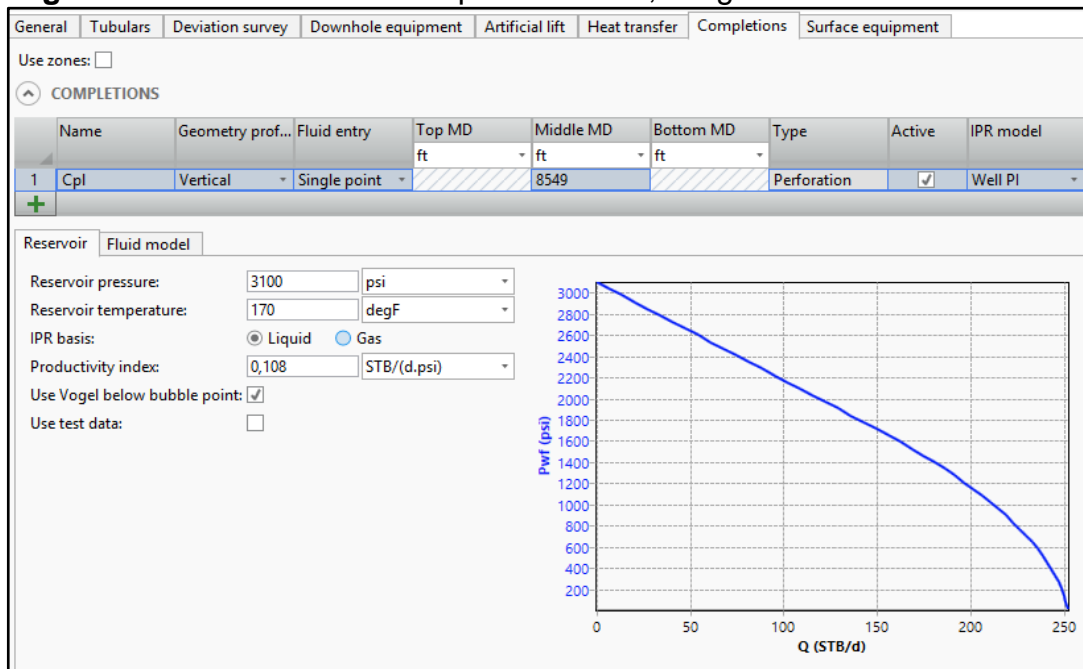 General Tubulars Deviation survey Downhole equipment Artificial lift Heat transfer Completions Surface equipment
Use zones:
COMPLETIONS
Name Geometry prof... Fluid entry Top MD Middle MD Bottom MD Type Active IPR model
ft ft ft
1 Cpl Vertical Single point 8549 Perforation Well PI
Reservoir Fluid model
Reservoir pressure: 3100 psi
Reservoir temperature: 170 degF
IPR basis: Liquid Gas
Productivity index: 0,108 STB/(d.psi)
Use Vogel below bubble point:
Use test data:
Pwf (psi)
3000
2800
2600
2400
2200
2000
1800
1600
1400
1200
1000
800
600
400
200
0 50 100 150 200 250
Q (STB/d)